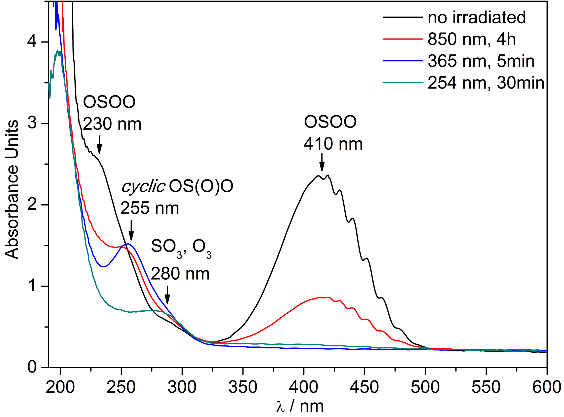 4
3
2
1
0
Absorbance Units
200
250
300
350
400
450
500
550
600
λ / nm
no irradiated
850 nm, 4h
365 nm, 5min
254 nm, 30min
OSOO
230 nm
cyclic OS(O)O
255 nm
SO₃, O₃
280 nm
OSOO
410 nm